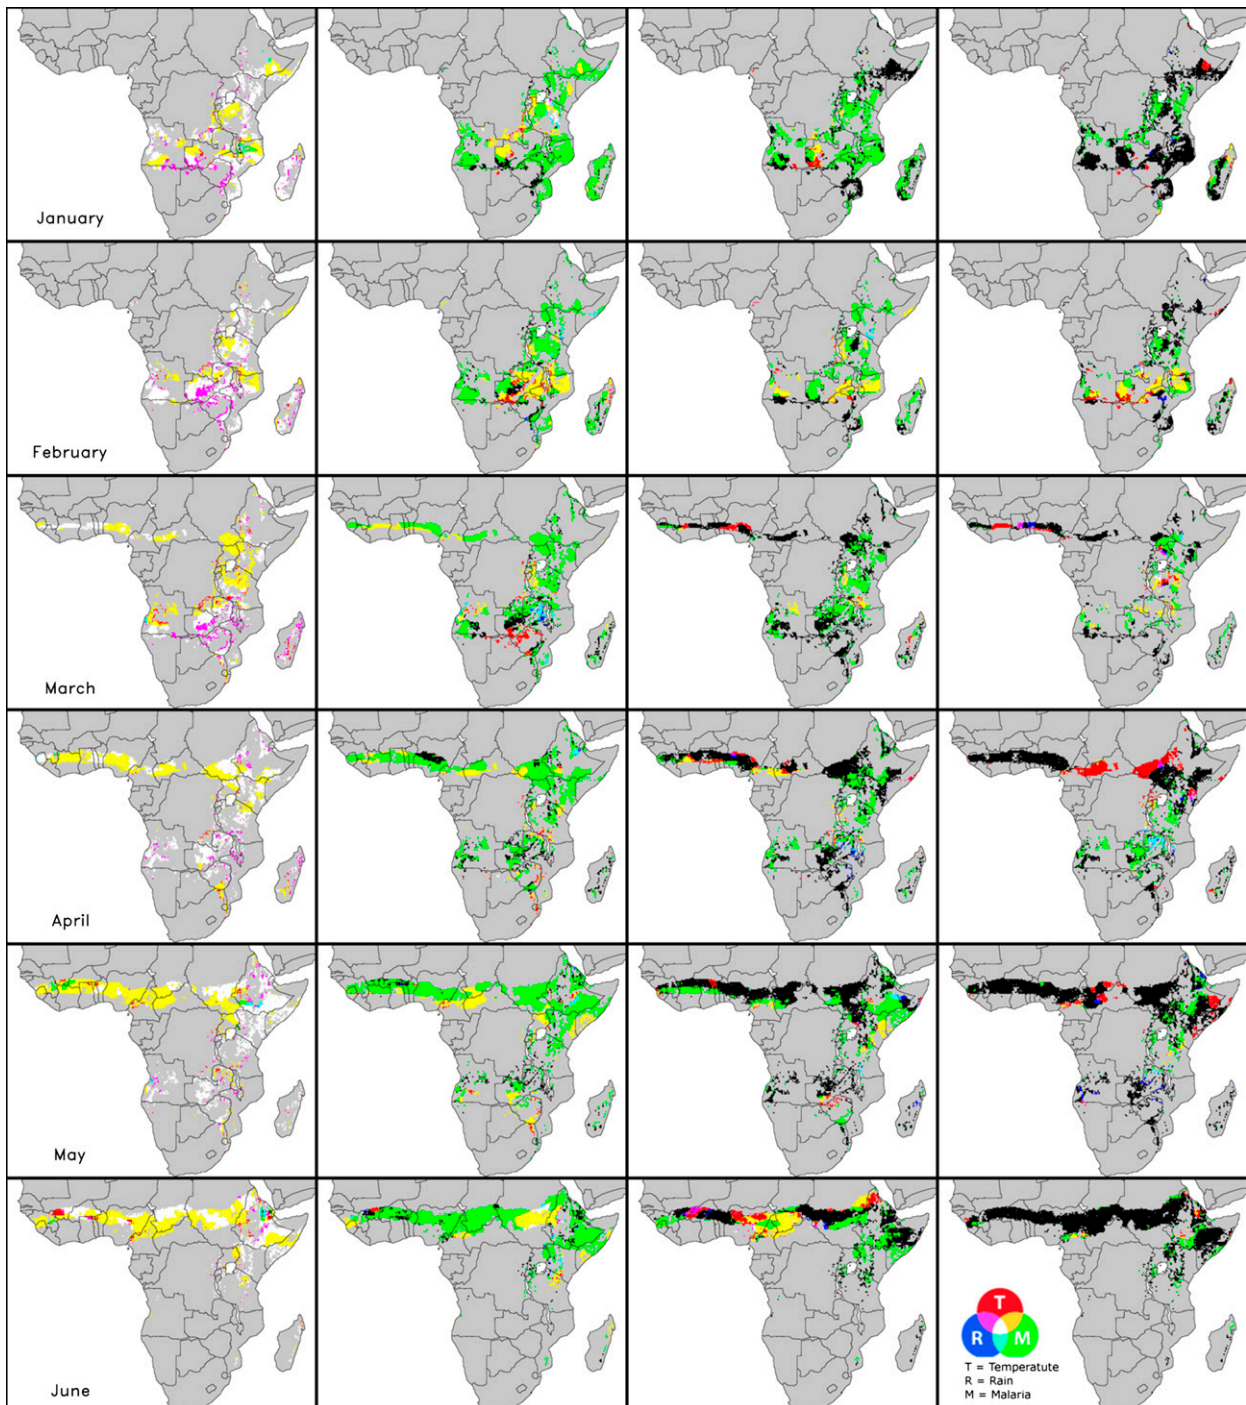 January
February
March
April
May
June
T
R M
T = Temperatute
R = Rain
M = Malaria